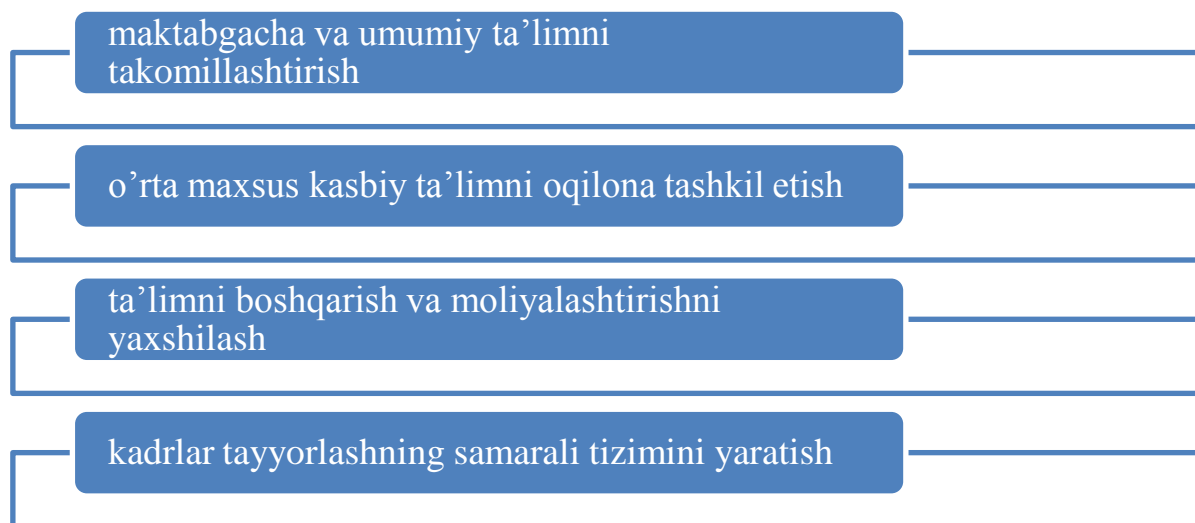 maktabgacha va umumiy ta’limni
takomillashtirish
o’rta maxsus kasbiy ta’limni oqilona tashkil etish
ta’limni boshqarish va moliyalashtirishni
yaxshilash
kadrlar tayyorlashning samarali tizimini yaratish